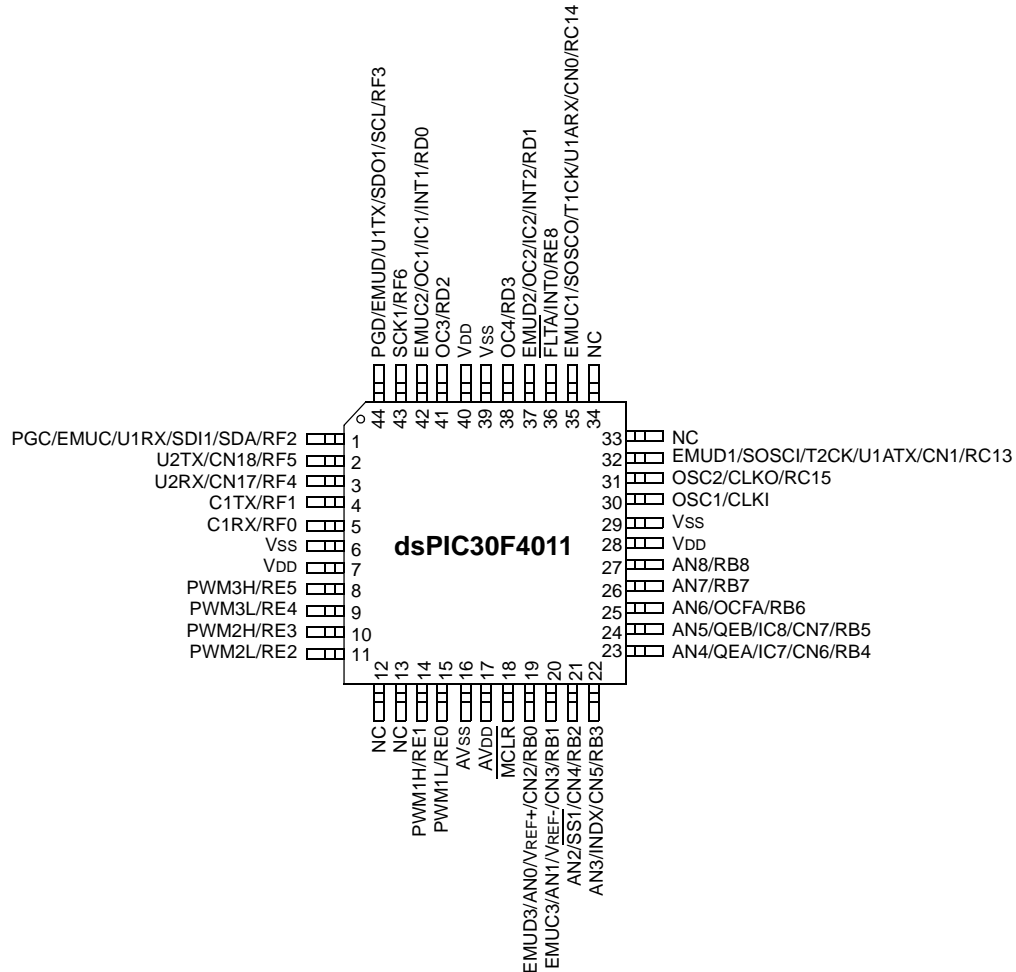 PGD/EMUD/U1TX/SDO1/SCL/RF3
SCK1/RF6
EMUC2/OC1/IC1/INT1/RD0
OC3/RD2
VDD
VSS
OC4/RD3
EMUD2/OC2/IC2/INT2/RD1
FLTA/INT0/RE8
EMUC1/SOSCO/T1CK/U1ARX/CN0/RC14
NC
44
43
42
41
40
39
38
37
36
35
34
PGC/EMUC/U1RX/SDI1/SDA/RF2 1
U2TX/CN18/RF5 2
U2RX/CN17/RF4 3
C1TX/RF1 4
C1RX/RF0 5
VSS 6
VDD 7
PWM3H/RE5 8
PWM3L/RE4 9
PWM2H/RE3 10
PWM2L/RE2 11
dsPIC30F4011
33 NC
32 EMUD1/SOSCI/T2CK/U1ATX/CN1/RC13
31 OSC2/CLKO/RC15
30 OSC1/CLKI
29 VSS
28 VDD
27 AN8/RB8
26 AN7/RB7
25 AN6/OCFA/RB6
24 AN5/QEB/IC8/CN7/RB5
23 AN4/QEA/IC7/CN6/RB4
12
13
14
15
16
17
18
19
20
21
22
NC
NC
PWM1H/RE1
PWM1L/RE0
AVSS
AVDD
MCLR
EMUD3/AN0/VREF+/CN2/RB0
EMUC3/AN1/VREF-/CN3/RB1
AN2/SS1/CN4/RB2
AN3/INDX/CN5/RB3